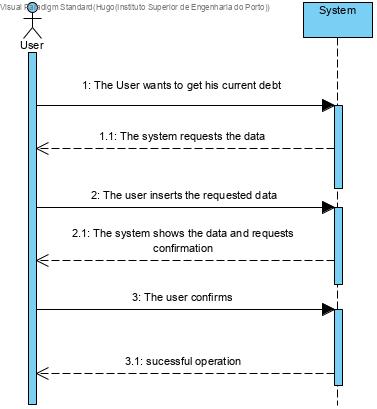 Visual Paradigm Standard(Hugo(Instituto Superior de Engenharia do Porto))
System
User
1: The User wants to get his current debt
1.1: The system requests the data
2: The user inserts the requested data
2.1: The system shows the data and requests
confirmation
3: The user confirms
3.1: sucessful operation